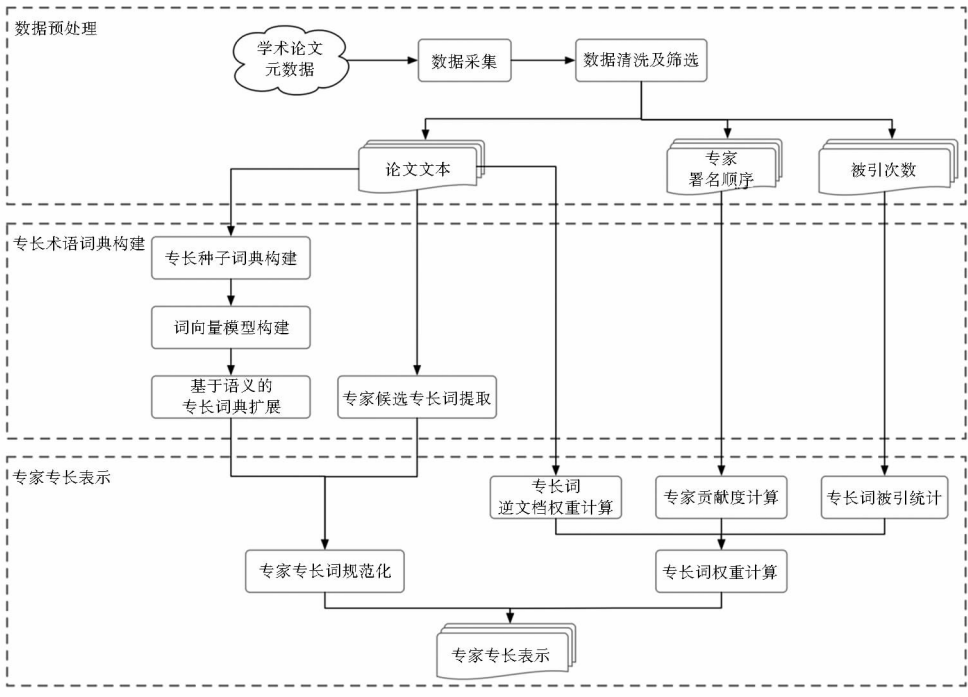 数据预处理
学术论文
元数据
数据采集
数据清洗及筛选
论文文本
专家
署名顺序
被引次数
专长术语词典构建
专长种子词典构建
词向量模型构建
基于语义的
专长词典扩展
专家候选专长词提取
专家专长表示
专长词
逆文档权重计算
专家贡献度计算
专长词被引统计
专家专长词规范化
专长词权重计算
专家专长表示